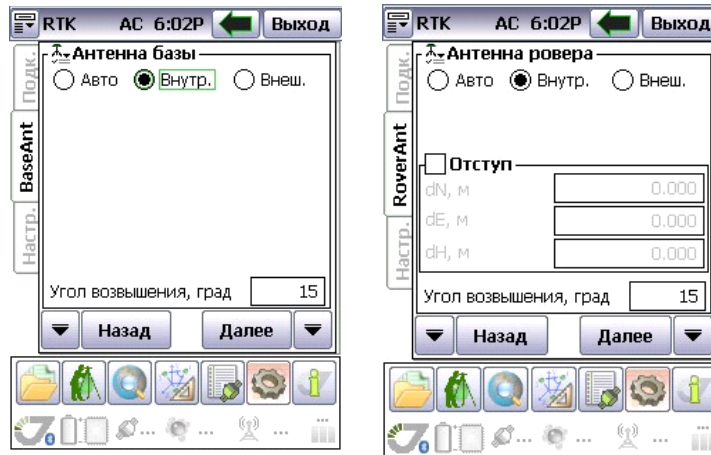 RTK AC 6:02P Выход
Антенна базы
Авто Внутр. Внеш.
Подк.
BaseAnt
Настр.
Угол возвышения, град 15
Назад Далее
RTK AC 6:02P Выход
Антенна ровера
Авто Внутр. Внеш.
Подк.
RoverAnt
Настр.
Отступ
dN, м 0.000
dE, м 0.000
dH, м 0.000
Угол возвышения, град 15
Назад Далее